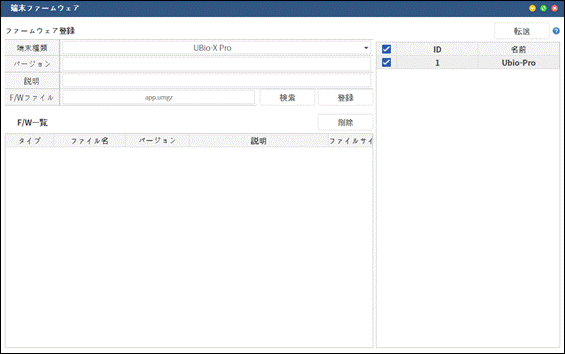 端末ファームウェア
ファームウェア登録
転送
端末種類 UBio-X Pro
バージョン
説明
F/Wファイル app.umgz 検索 登録
F/W一覧 削除
タイプ ファイル名 バージョン 説明 ファイルサイ
ID 名前
1 Ubio-Pro